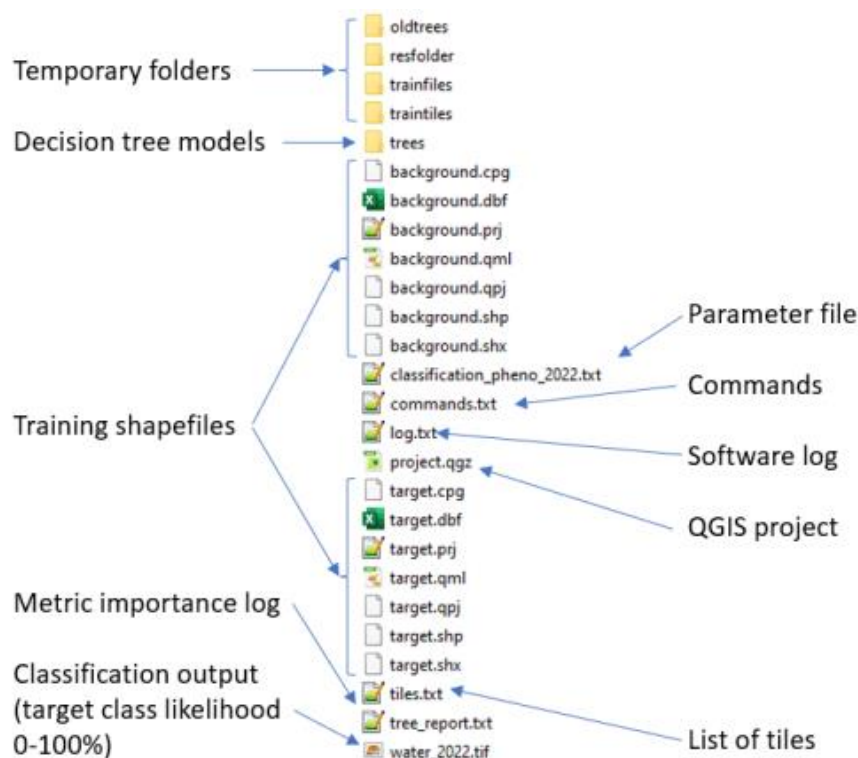 Temporary folders
Decision tree models
Training shapefiles
Metric importance log
Classification output
(target class likelihood
0-100%)
oldtrees
resfolder
trainfiles
traintiles
trees
background.cpg
background.dbf
background.prj
background.qml
background.qpj
background.shp
background.shx
classification_pheno_2022.txt
commands.txt
log.txt
project.qgz
target.cpg
target.dbf
target.prj
target.qml
target.qpj
target.shp
target.shx
tiles.txt
tree_report.txt
water_2022.tif
Parameter file
Commands
Software log
QGIS project
List of tiles